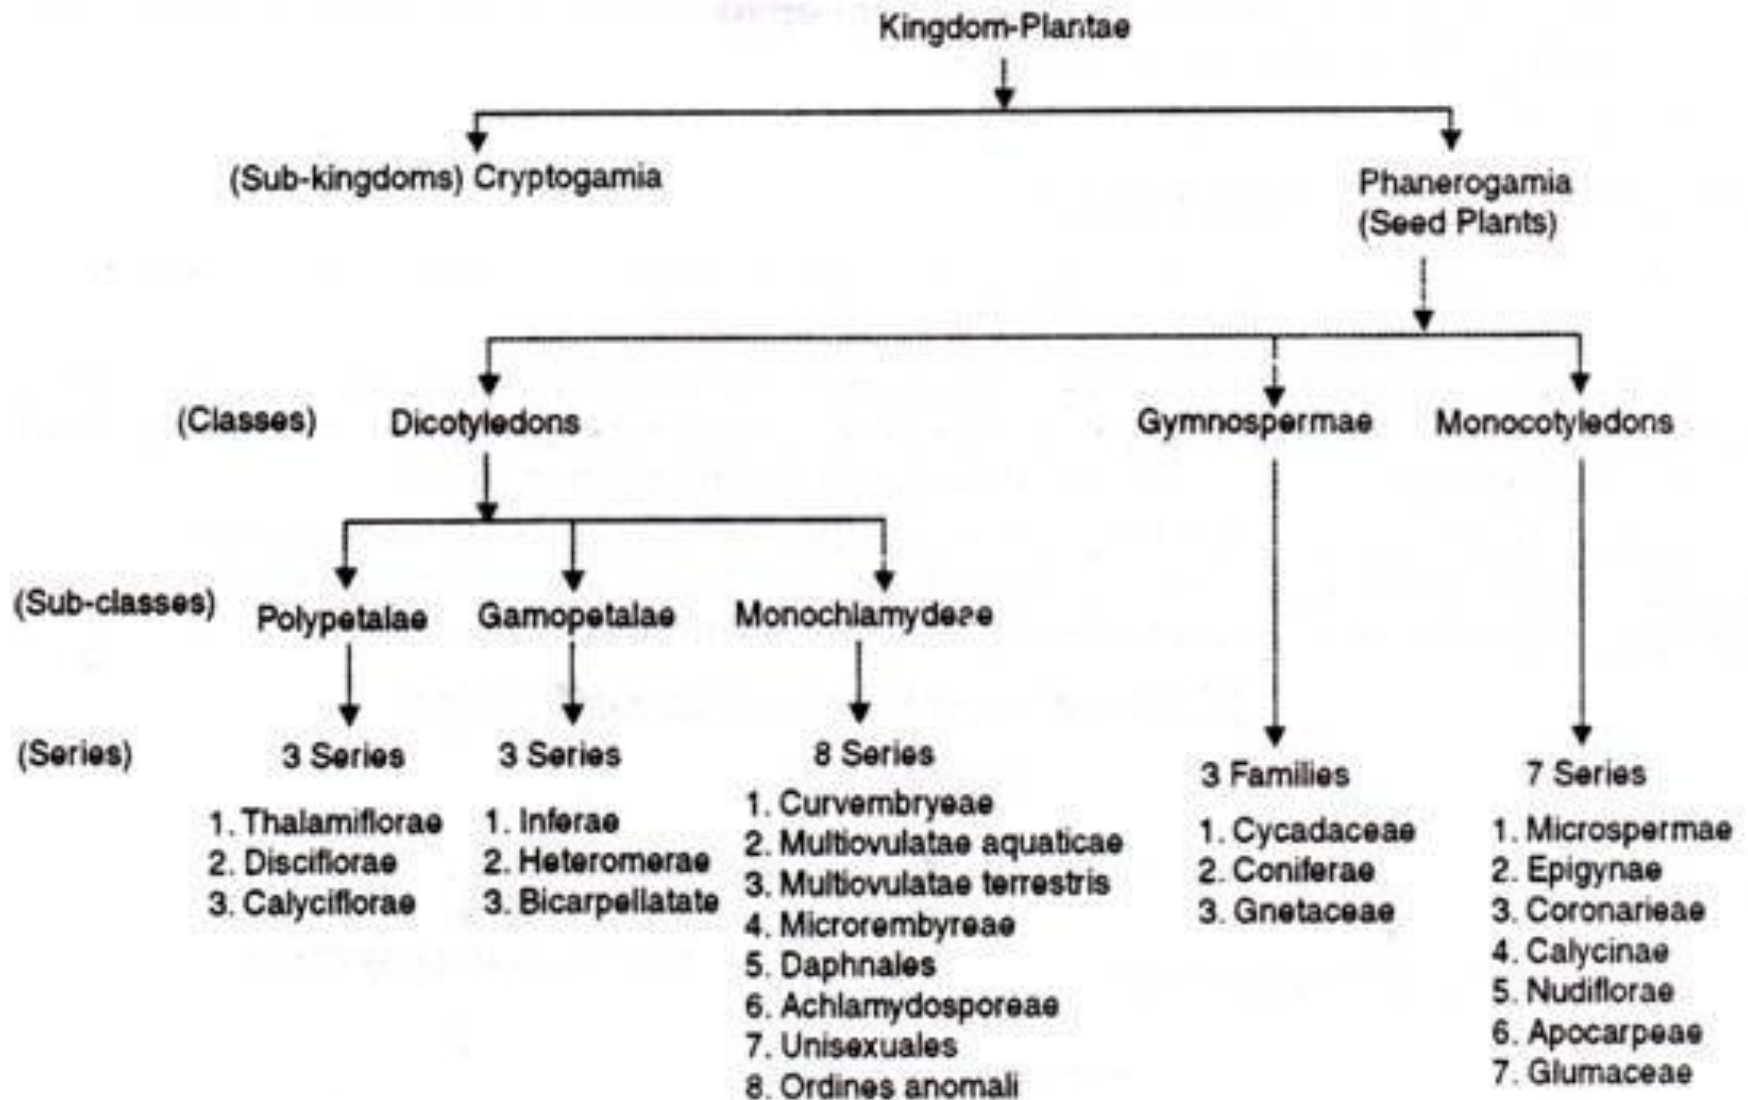 Kingdom-Plantae
(Sub-kingdoms) Cryptogamia
Phanerogamia
(Seed Plants)
(Classes) Dicotyledons Gymnospermae Monocotyledons
(Sub-classes) Polypetalae Gamopetalae Monochlamydeae
(Series) 3 Series 3 Series 8 Series
3 Families 7 Series
1. Thalamiflorae
2. Disciflorae
3. Calyciflorae
1. Inferae
2. Heteromerae
3. Bicarpellatate
1. Curvembryeae
2. Multiovulatae aquaticae
3. Multiovulatae terrestris
4. Microrembyreae
5. Daphnales
6. Achlamydosporeae
7. Unisexuales
8. Ordines anomali
1. Cycadaceae
2. Coniferae
3. Gnetaceae
1. Microspermae
2. Epigynae
3. Coronarieae
4. Calycinae
5. Nudiflorae
6. Apocarpeae
7. Glumaceae